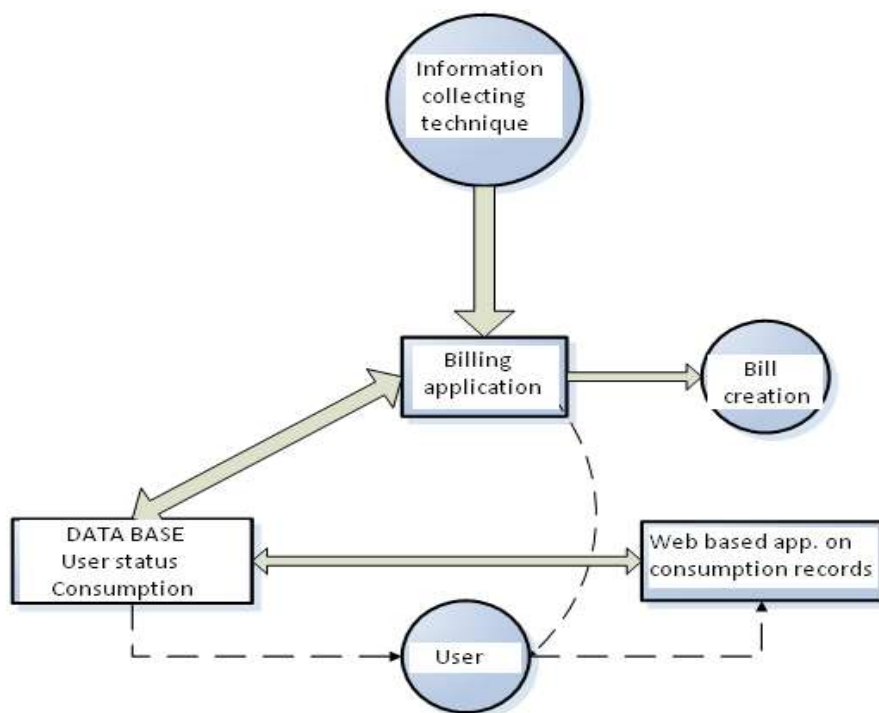 Information
collecting
technique
Billing
application
Bill
creation
DATA BASE
User status
Consumption
Web based app. on
consumption records
User